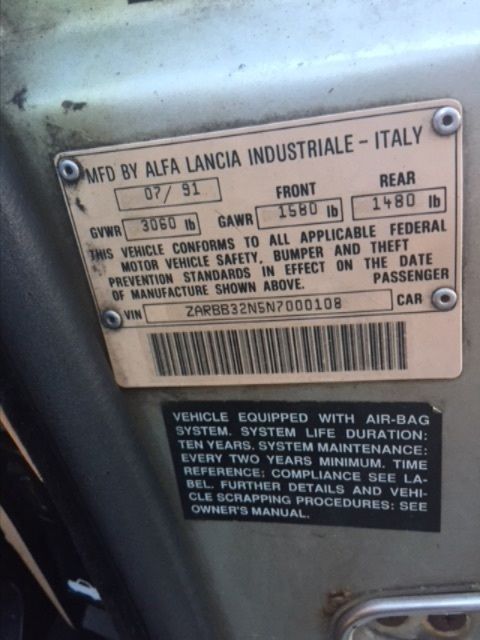 MFD BY ALFA LANCIA INDUSTRIALE - ITALY
07/ 91 FRONT REAR
GVWR 3060 lb GAWR 1580 lb 1480 lb
THIS VEHICLE CONFORMS TO ALL APPLICABLE FEDERAL
MOTOR VEHICLE SAFETY, BUMPER AND THEFT
PREVENTION STANDARDS IN EFFECT ON THE DATE
OF MANUFACTURE SHOWN ABOVE. PASSENGER
VIN ZARBB32N5N7000108 CAR
VEHICLE EQUIPPED WITH AIR-BAG
SYSTEM. SYSTEM LIFE DURATION:
TEN YEARS. SYSTEM MAINTENANCE:
EVERY TWO YEARS MINIMUM. TIME
REFERENCE: COMPLIANCE SEE LA-
BEL. FURTHER DETAILS AND VEHI-
CLE SCRAPPING PROCEDURES: SEE
OWNER'S MANUAL.